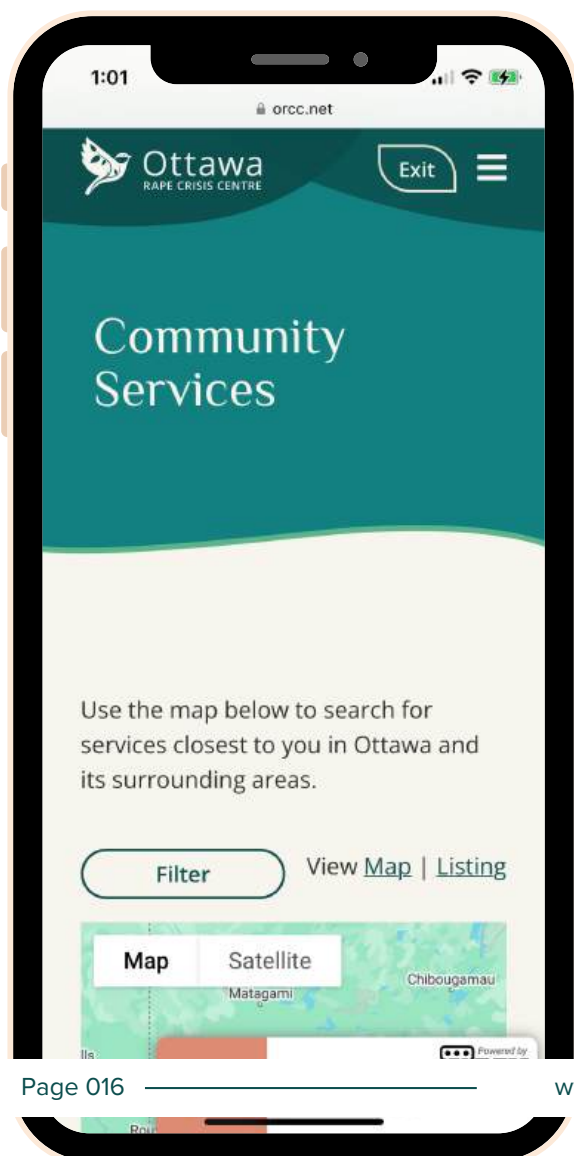 1:01
orcc.net
Ottawa
RAPE CRISIS CENTRE
Exit
Community
Services
Use the map below to search for
services closest to you in Ottawa and
its surrounding areas.
Filter
View Map | Listing
Map
Satellite
Chibougamau
Matagami
lls
Powered by
Page 016
w
Rou